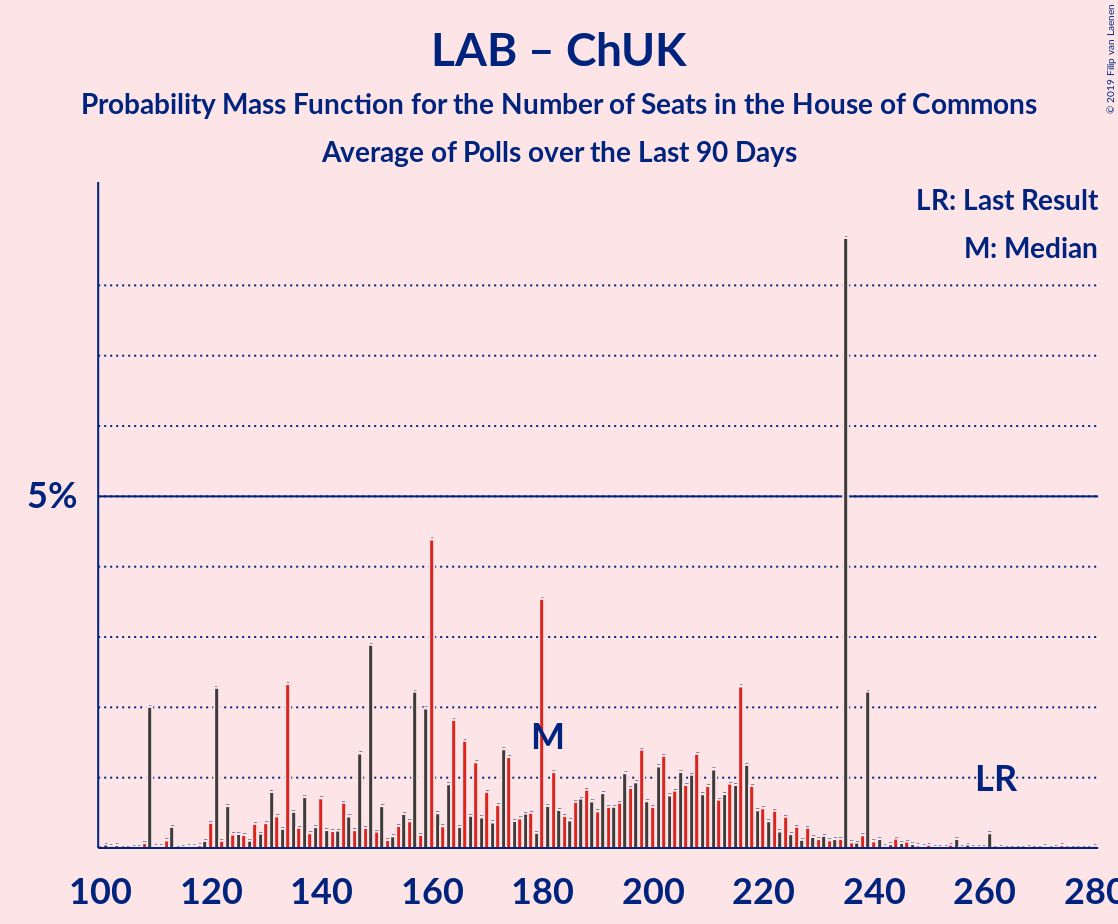 LAB – ChUK
Probability Mass Function for the Number of Seats in the House of Commons
Average of Polls over the Last 90 Days
© 2019 Filip van Laenen
LR: Last Result
M: Median
5%
M
LR
100 120 140 160 180 200 220 240 260 280